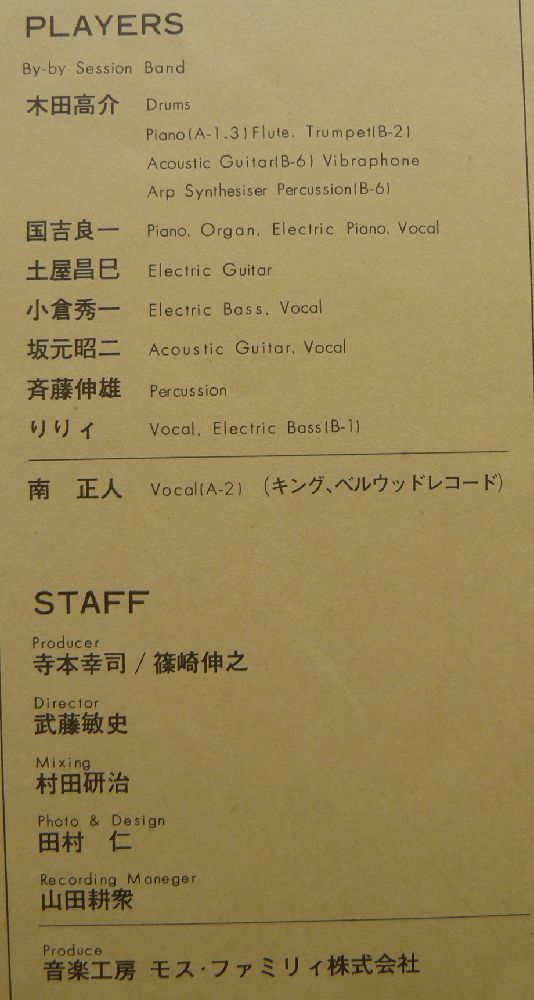 PLAYERS
By-by Session Band
木田高介 Drums
Piano(A-1.3)Flute. Trumpet(B-2)
Acoustic Guitar(B-6) Vibraphone
Arp Synthesiser Percussion(B-6)
国吉良一 Piano, Organ, Electric Piano, Vocal
土屋昌巳 Electric Guitar
小倉秀一 Electric Bass, Vocal
坂元昭二 Acoustic Guitar, Vocal
斉藤伸雄 Percussion
りりィ Vocal, Electric Bass(B-1)
南 正人 Vocal(A-2) (キング、ベルウッドレコード)
STAFF
Producer
寺本幸司 / 篠崎伸之
Director
武藤敏史
Mixing
村田研治
Photo & Design
田村 仁
Recording Maneger
山田耕衆
Produce
音楽工房 モス・ファミリィ株式会社